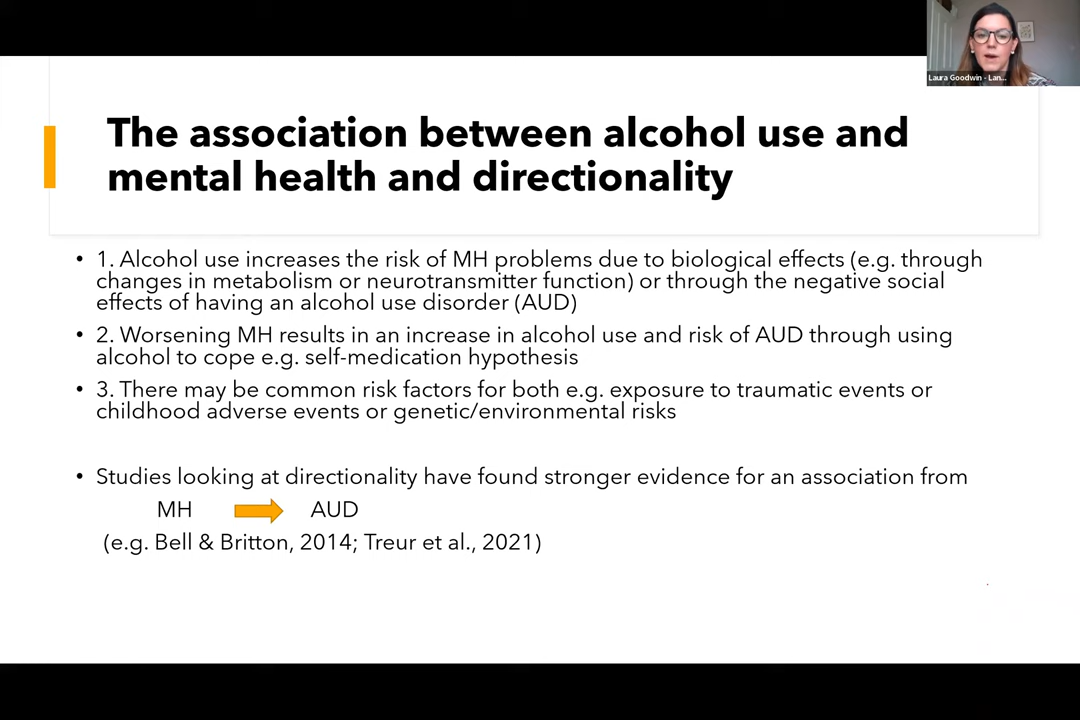 Laura Goodwin - Lan...
The association between alcohol use and
mental health and directionality
• 1. Alcohol use increases the risk of MH problems due to biological effects (e.g. through
changes in metabolism or neurotransmitter function) or through the negative social
effects of having an alcohol use disorder (AUD)
• 2. Worsening MH results in an increase in alcohol use and risk of AUD through using
alcohol to cope e.g. self-medication hypothesis
• 3. There may be common risk factors for both e.g. exposure to traumatic events or
childhood adverse events or genetic/environmental risks
• Studies looking at directionality have found stronger evidence for an association from
MH AUD
(e.g. Bell & Britton, 2014; Treur et al., 2021)